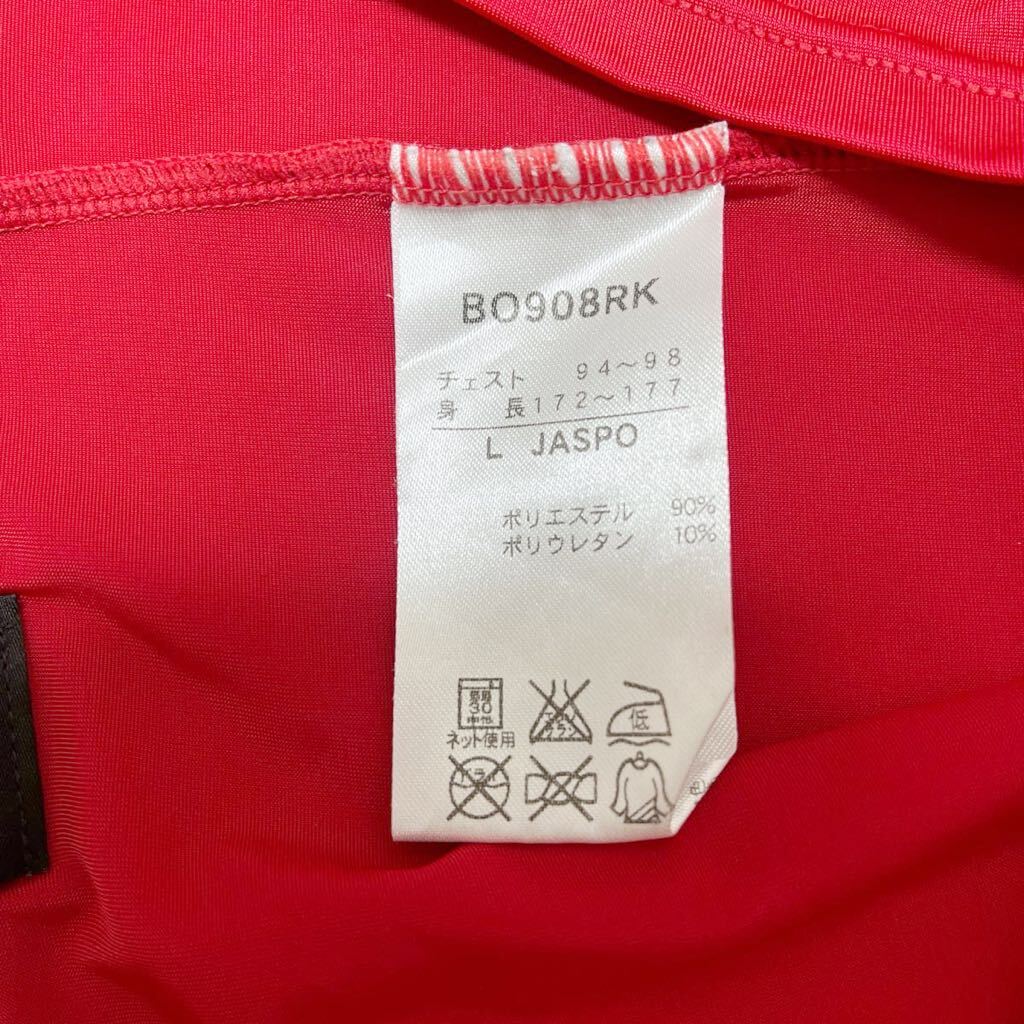 BO908RK
チェスト 94～98
身長172～177
L JASPO
ポリエステル 90%
ポリウレタン 10%
30
低
ネット使用